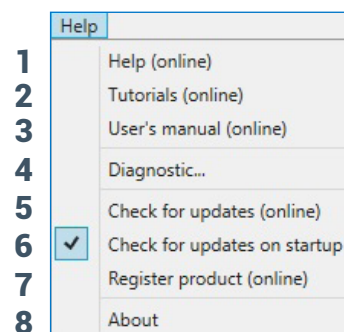 Help
1 Help (online)
2 Tutorials (online)
3 User's manual (online)
4 Diagnostic...
5 Check for updates (online)
6 Check for updates on startup
7 Register product (online)
8 About